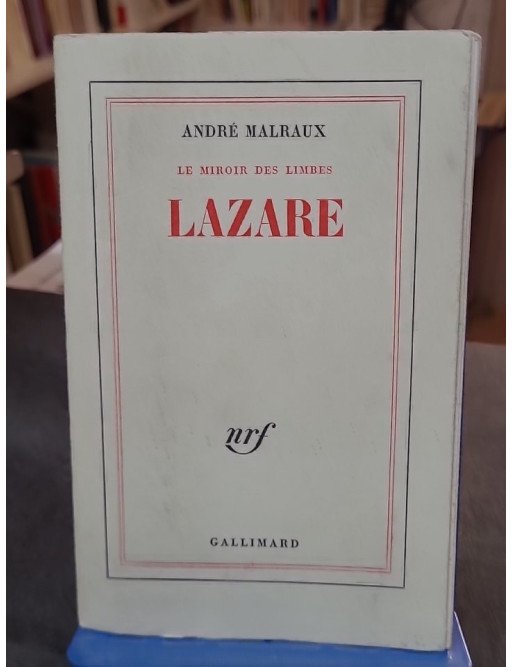 ANDRÉ MALRAUX
LE MIROIR DES LIMBES
LAZARE
nrf
GALLIMARD